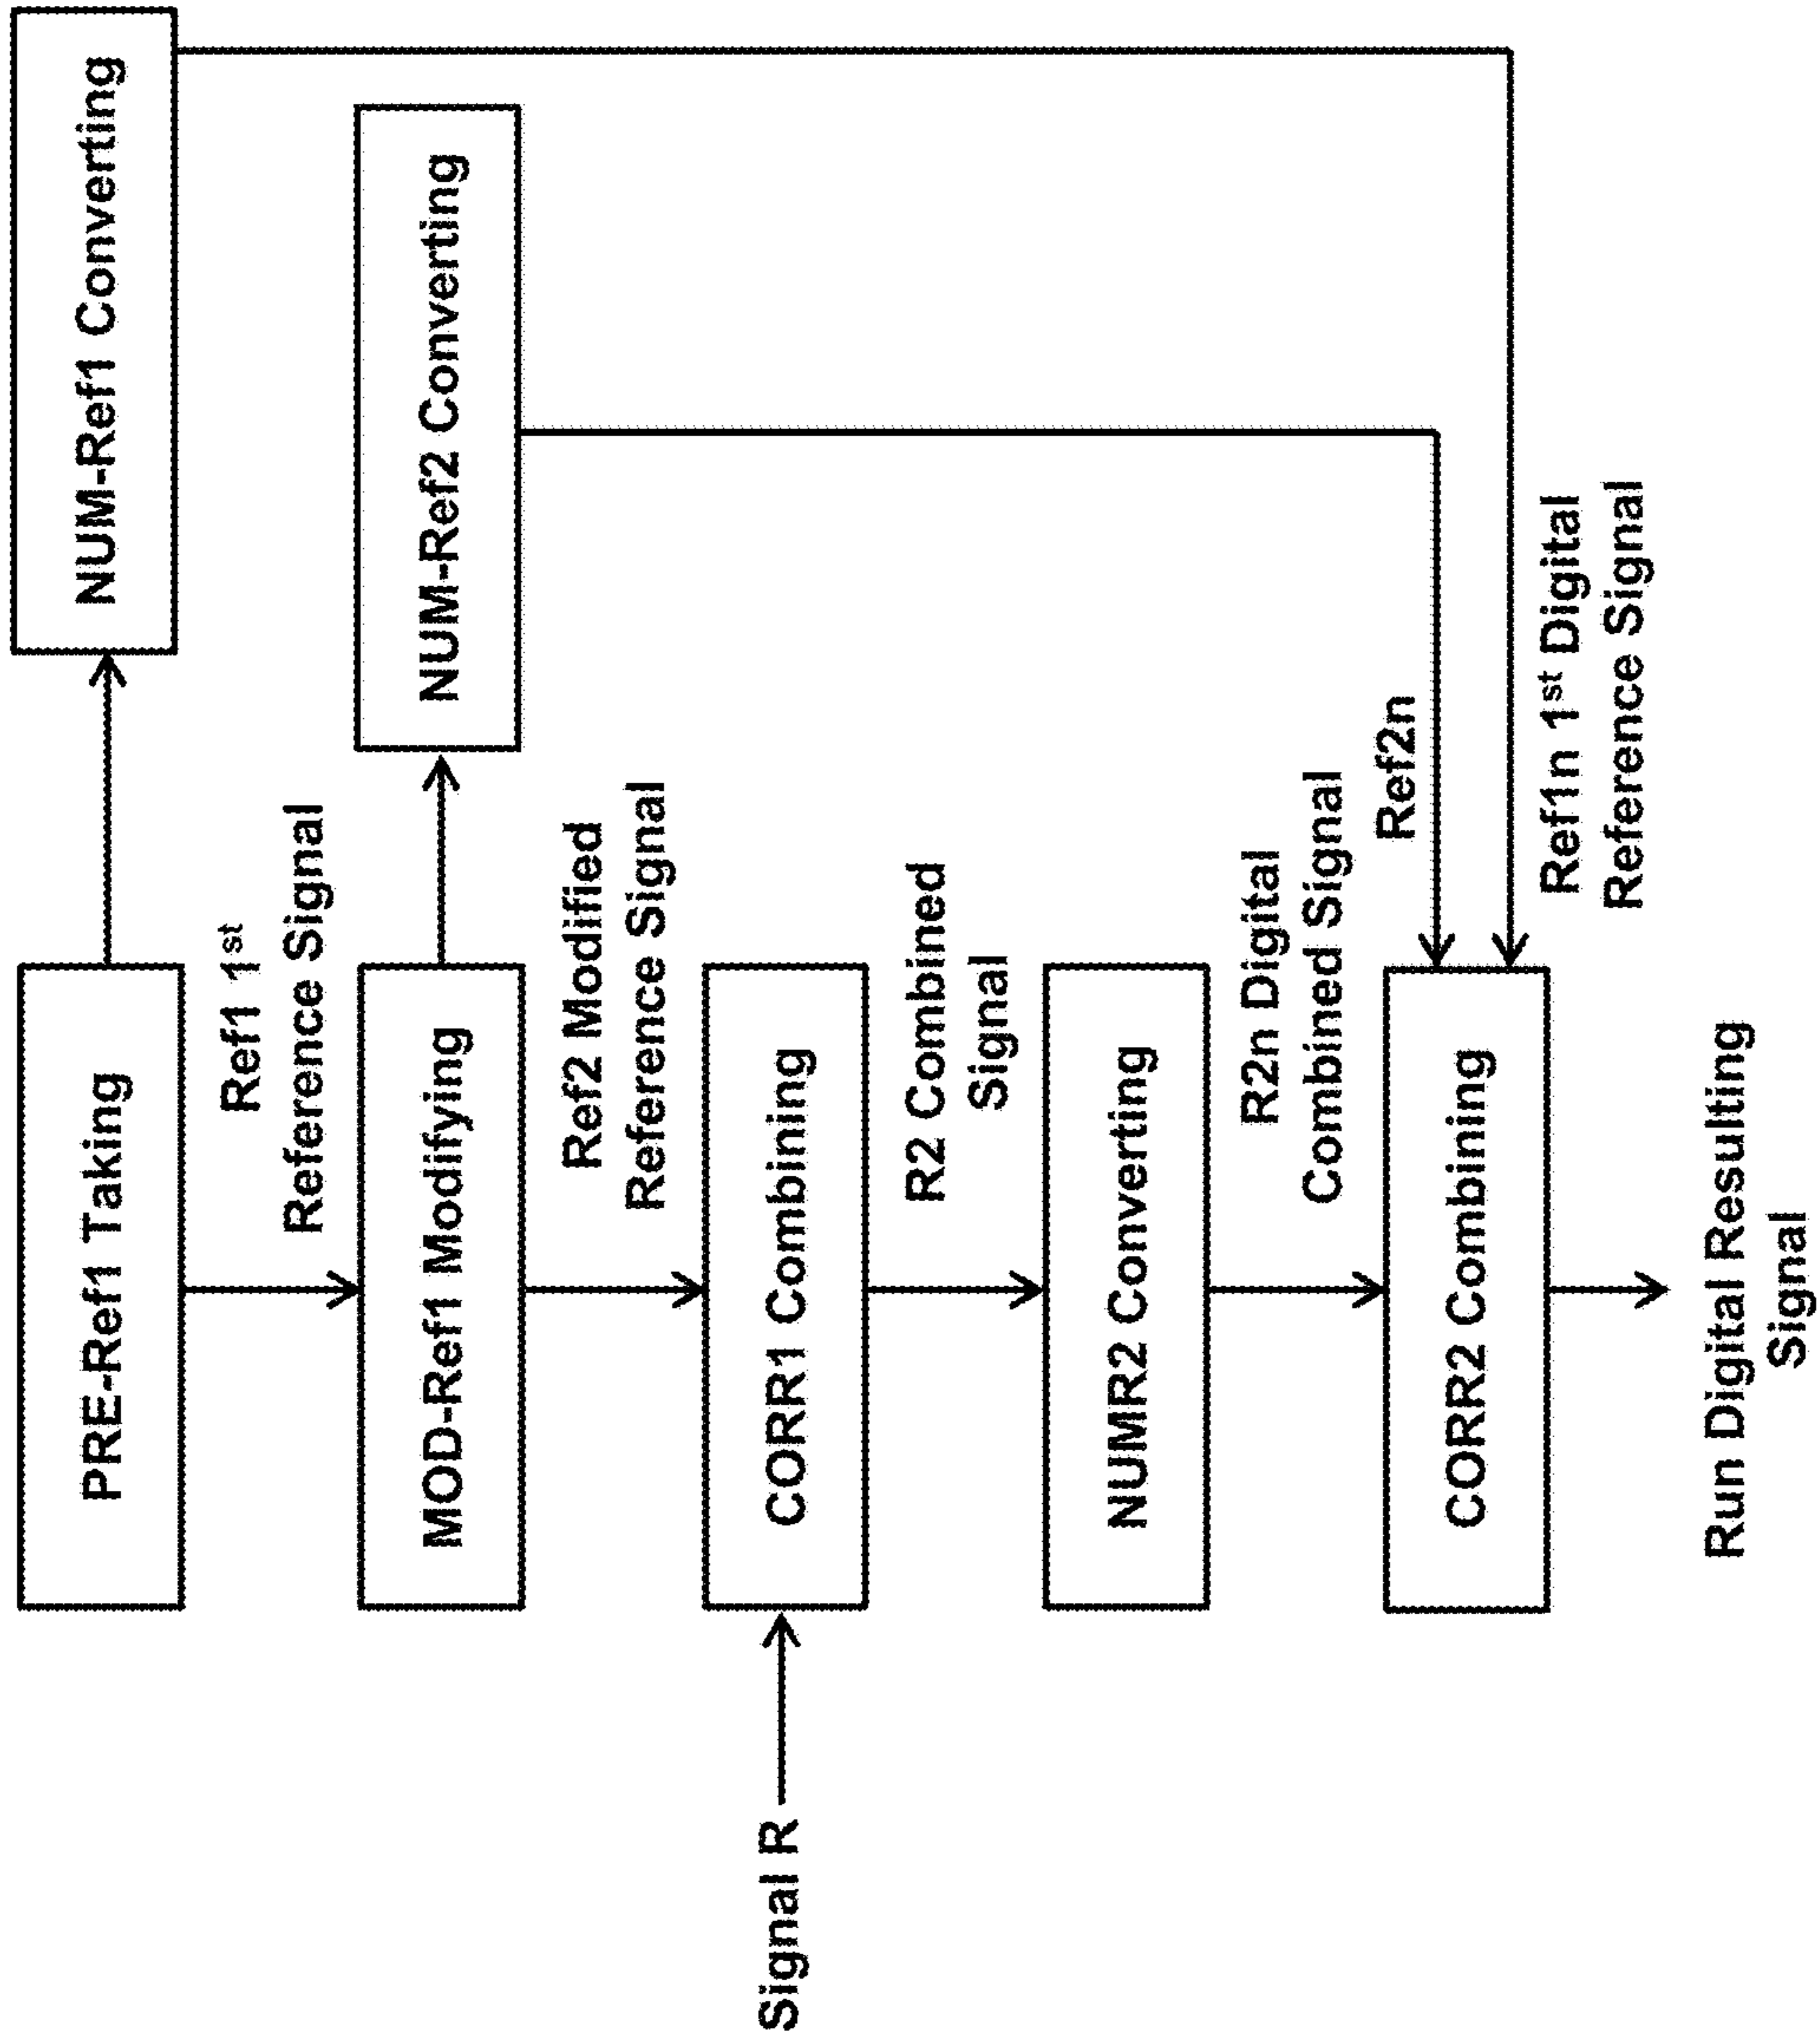 PRE-Ref1 Taking
NUM-Ref1 Converting
Ref1 1st
Reference Signal
MOD-Ref1 Modifying
NUM-Ref2 Converting
Ref2 Modified
Reference Signal
Signal R
CORR1 Combining
R2 Combined
Signal
NUMR2 Converting
R2n Digital
Combined Signal
Ref2n
CORR2 Combining
Ref1n 1st Digital
Reference Signal
Run Digital Resulting
Signal